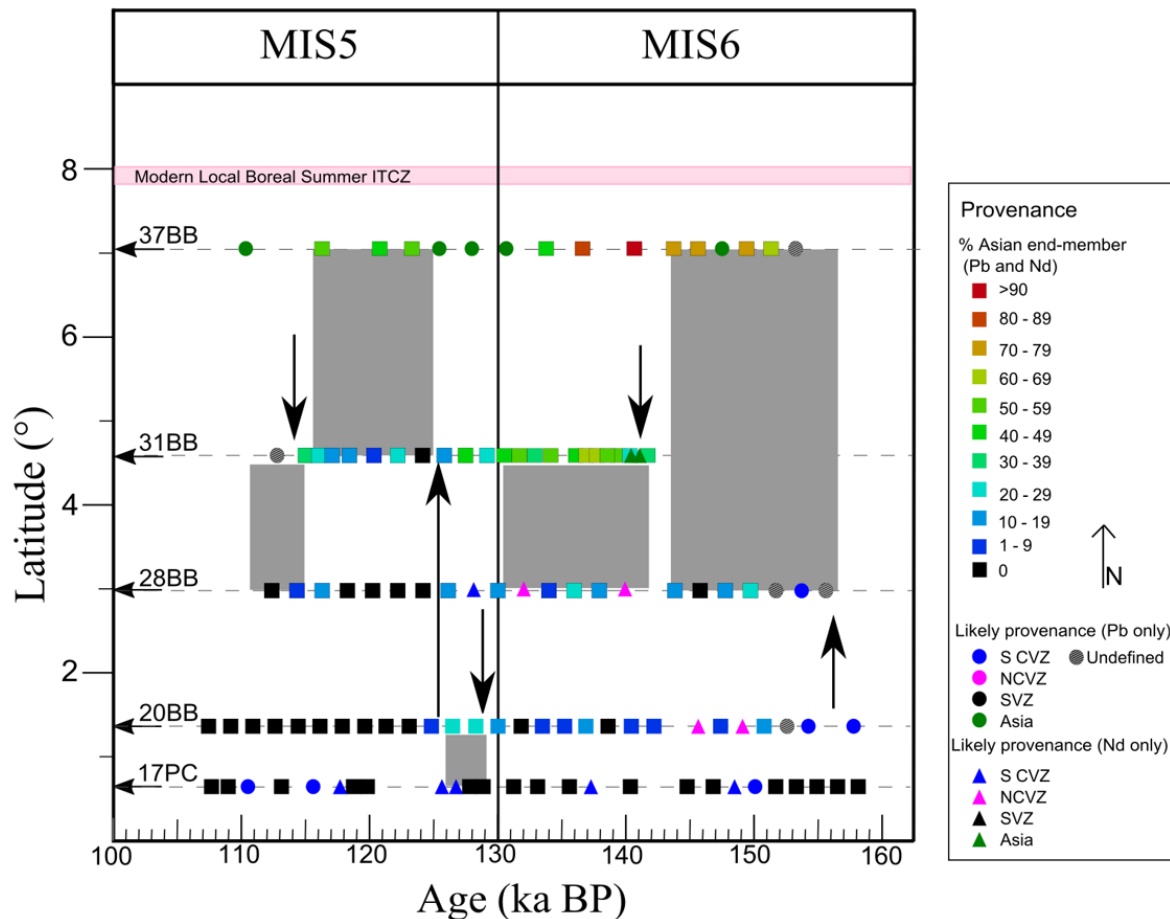 MIS5
MIS6
8
Modern Local Boreal Summer ITCZ
37BB
6
31BB
4
28BB
2
20BB
17PC
Latitude (°)
100
110
120
130
140
150
160
Age (ka BP)
Provenance
% Asian end-member
(Pb and Nd)
>90
80 - 89
70 - 79
60 - 69
50 - 59
40 - 49
30 - 39
20 - 29
10 - 19
1 - 9
0
N
Likely provenance (Pb only)
S CVZ
Undefined
NCVZ
SVZ
Asia
Likely provenance (Nd only)
S CVZ
NCVZ
SVZ
Asia